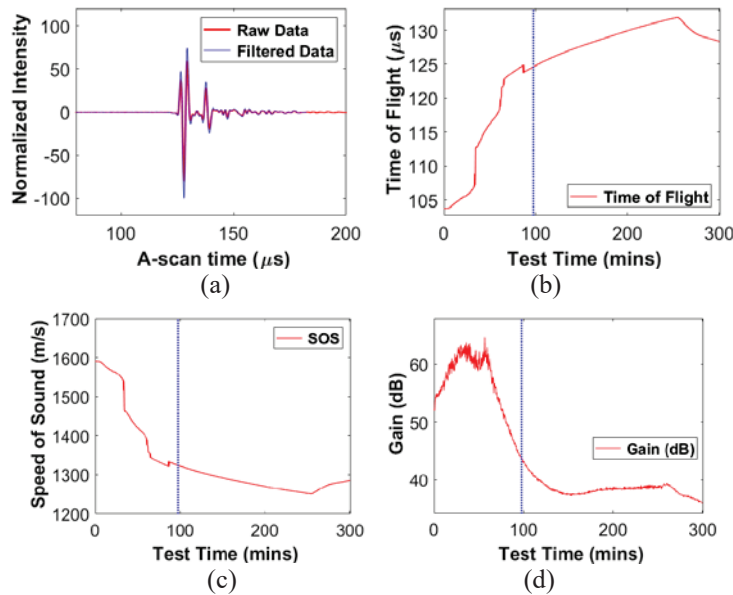 100
50
0
-50
-100
Normalized Intensity
Raw Data
Filtered Data
100
150
200
A-scan time (μs)
(a)
130
125
120
115
110
105
Time of Flight (μs)
Time of Flight
0
100
200
300
Test Time (mins)
(b)
1700
1600
1500
1400
1300
1200
Speed of Sound (m/s)
SOS
0
100
200
300
Test Time (mins)
(c)
60
50
40
Gain (dB)
Gain (dB)
0
100
200
300
Test Time (mins)
(d)